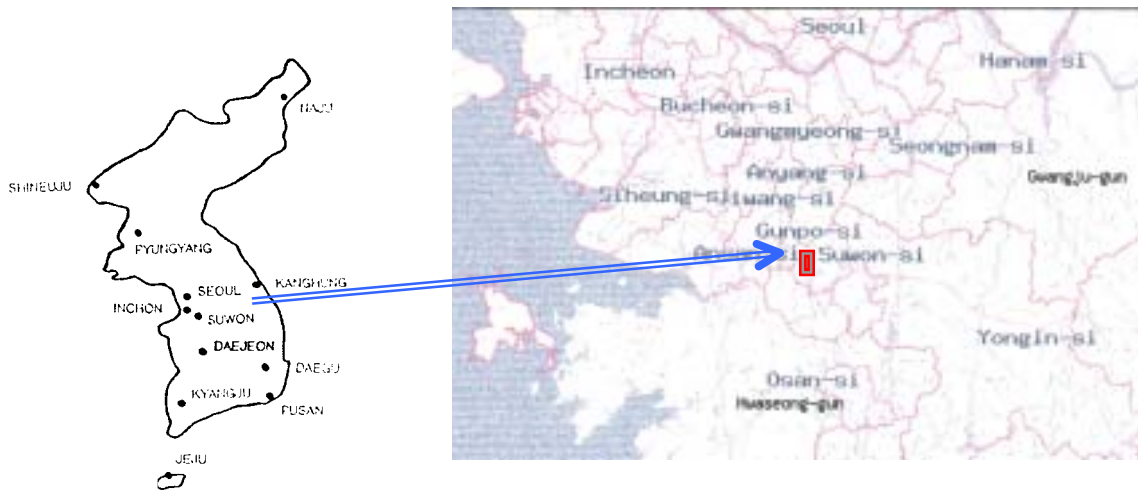 NAJU
SHINEUJU
PYUNGYANG
KANGNUNG
SEOUL
INCHON
SUWON
DAEJEON
DAEGU
KYANGJU
PUSAN
JEJU
Seoul
Hanam si
Incheon
Bucheon-si
Gwangmyeong-si
Seongnam-si
Anyang-si
Gwangju-gun
Siheung-si
Uiwang-si
Gunpo-si
Suwon-si
Yongin-si
Osan-si
Hwaseong-gun